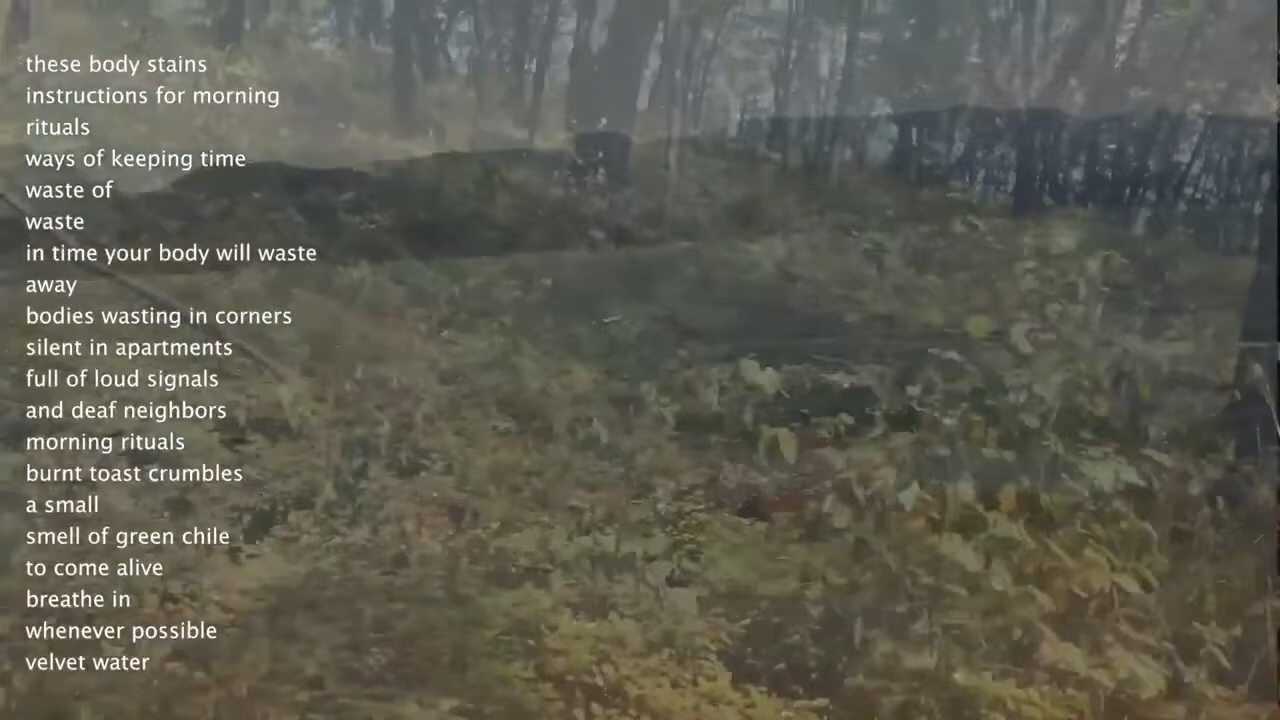 these body stains
instructions for morning
rituals
ways of keeping time
waste of
waste
in time your body will waste
away
bodies wasting in corners
silent in apartments
full of loud signals
and deaf neighbors
morning rituals
burnt toast crumbles
a small
smell of green chile
to come alive
breathe in
whenever possible
velvet water